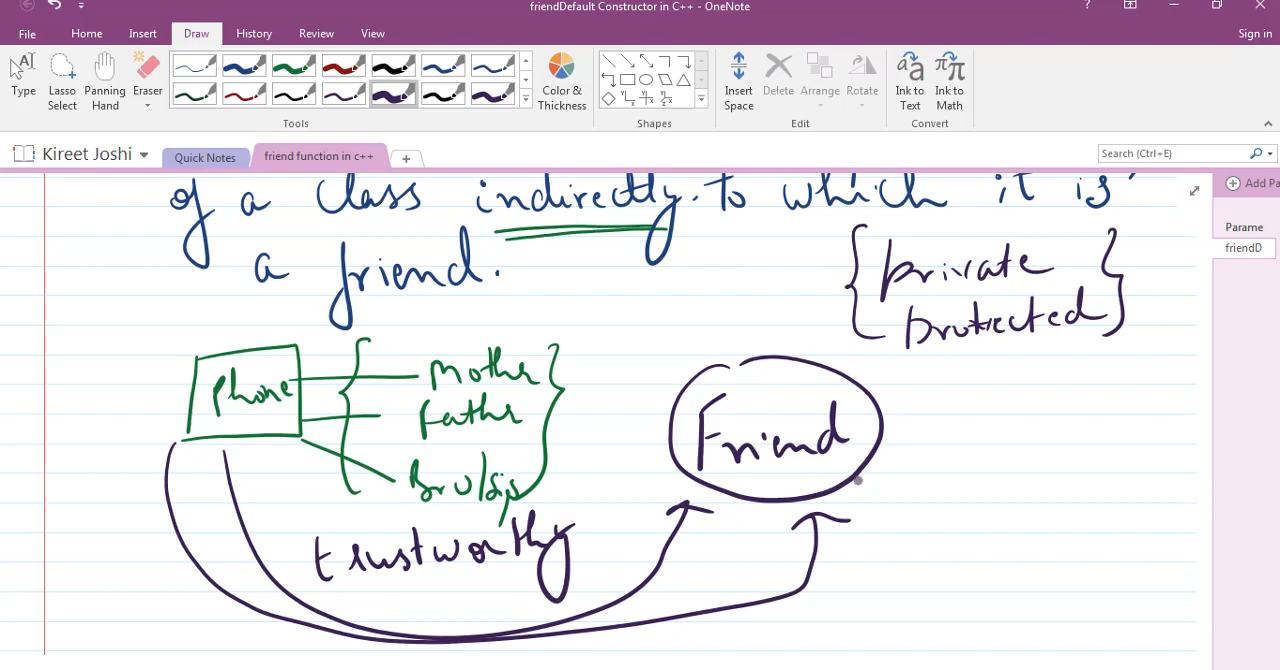 friendDefault Constructor in C++ - OneNote
File Home Insert Draw History Review View Sign in
Type Lasso Select Panning Hand Eraser Color & Thickness Insert Space Delete Arrange Rotate Ink to Text Ink to Math
Tools Shapes Edit Convert
Kireet Joshi Quick Notes friend function in c++ Search (Ctrl+E)
Add Pa
Parame
friendD
of a class indirectly. to which it is
a friend.
{ private
protected }
Phone { Mother
Father
Bro/Sis }
Friend
trustworthy